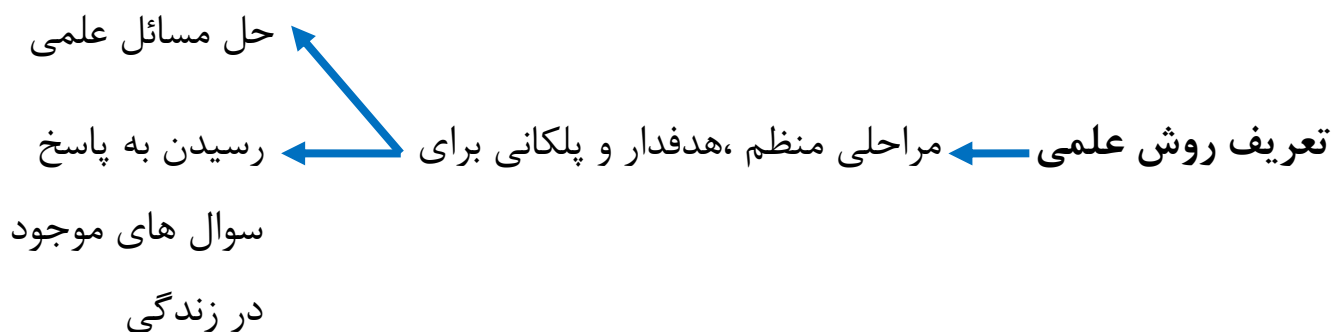 حل مسائل علمی
تعریف روش علمی مراحلی منظم ،هدفدار و پلکانی برای رسیدن به پاسخ
سوال های موجود
در زندگی